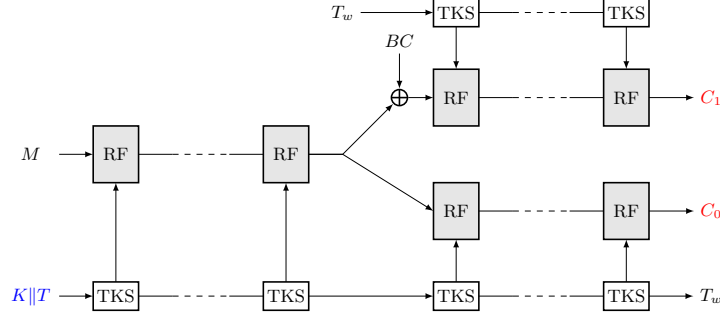 T_w TKS TKS
BC
RF RF C_1
M RF RF
RF RF C_0
K∥T TKS TKS TKS TKS T_w